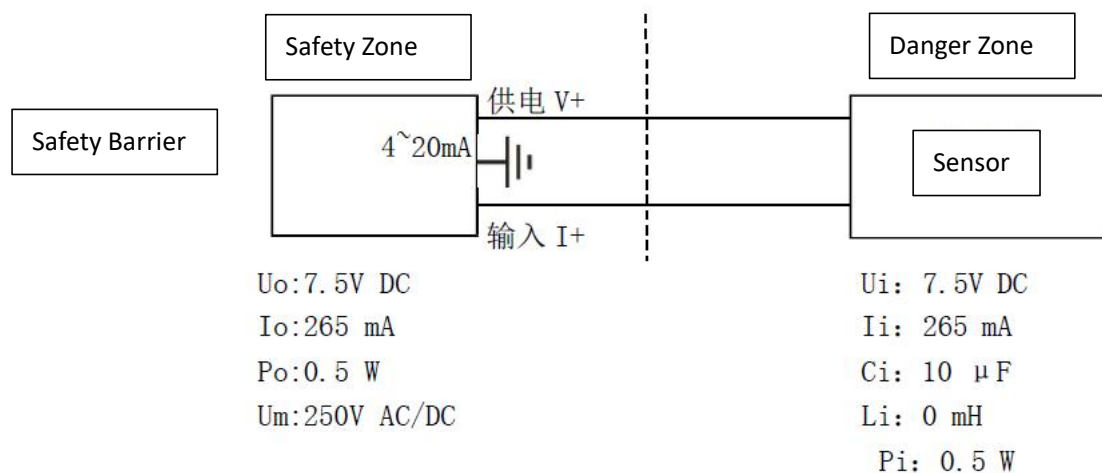 Safety Zone
Danger Zone
Safety Barrier
供电 V+
4~20mA
Sensor
输入 I+
Uo:7.5V DC
Io:265 mA
Po:0.5 W
Um:250V AC/DC
Ui: 7.5V DC
Ii: 265 mA
Ci: 10 μF
Li: 0 mH
Pi: 0.5 W